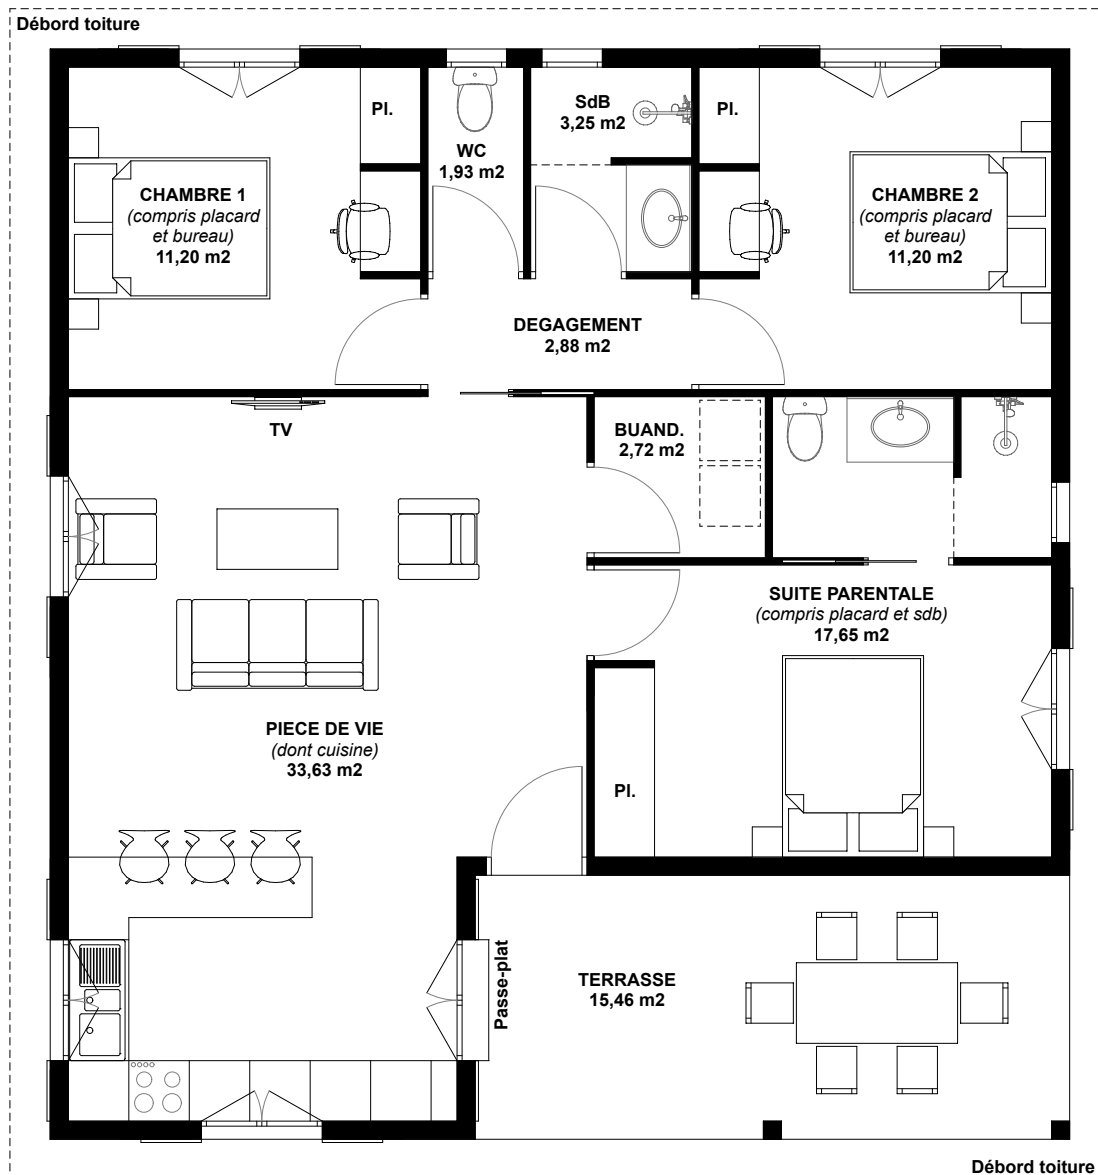 Débord toiture
Pl.
SdB
3,25 m2
Pl.
WC
1,93 m2
CHAMBRE 1
(compris placard
et bureau)
11,20 m2
CHAMBRE 2
(compris placard
et bureau)
11,20 m2
DEGAGEMENT
2,88 m2
TV
BUAND.
2,72 m2
SUITE PARENTALE
(compris placard et sdb)
17,65 m2
PIECE DE VIE
(dont cuisine)
33,63 m2
Pl.
Passe-plat
TERRASSE
15,46 m2
Débord toiture